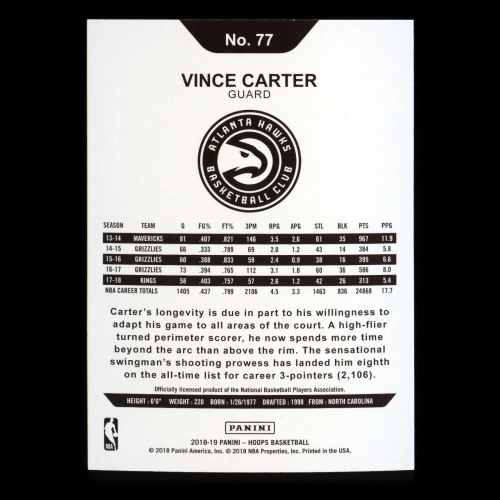 No. 77
VINCE CARTER
GUARD
ATLANTA HAWKS
BASKETBALL CLUB
SEASON TEAM G FG% FT% 3PM RPG APG STL BLK PTS PPG
13-14 MAVERICKS 81 .407 .821 146 3.5 2.6 61 35 967 11.9
14-15 GRIZZLIES 66 .333 .789 69 2.0 1.2 43 14 384 5.8
15-16 GRIZZLIES 60 .388 .833 59 2.4 0.9 38 16 395 6.6
16-17 GRIZZLIES 73 .394 .765 112 3.1 1.8 60 36 586 8.0
17-18 KINGS 58 .403 .757 57 2.6 1.2 42 26 313 5.4
NBA CAREER TOTALS 1405 .437 .799 2106 4.5 3.3 1463 836 24868 17.7
Carter's longevity is due in part to his willingness to
adapt his game to all areas of the court. A high-flier
turned perimeter scorer, he now spends more time
beyond the arc than above the rim. The sensational
swingman's shooting prowess has landed him eighth
on the all-time list for career 3-pointers (2,106).
Officially licensed product of the National Basketball Players Association.
HEIGHT : 6'6" WEIGHT : 220 BORN : 1/26/1977 DRAFTED : 1998 FROM : NORTH CAROLINA
PANINI
NBA
2018-19 PANINI – HOOPS BASKETBALL
© 2018 Panini America, Inc. © 2018 NBA Properties, Inc. Printed in the USA.